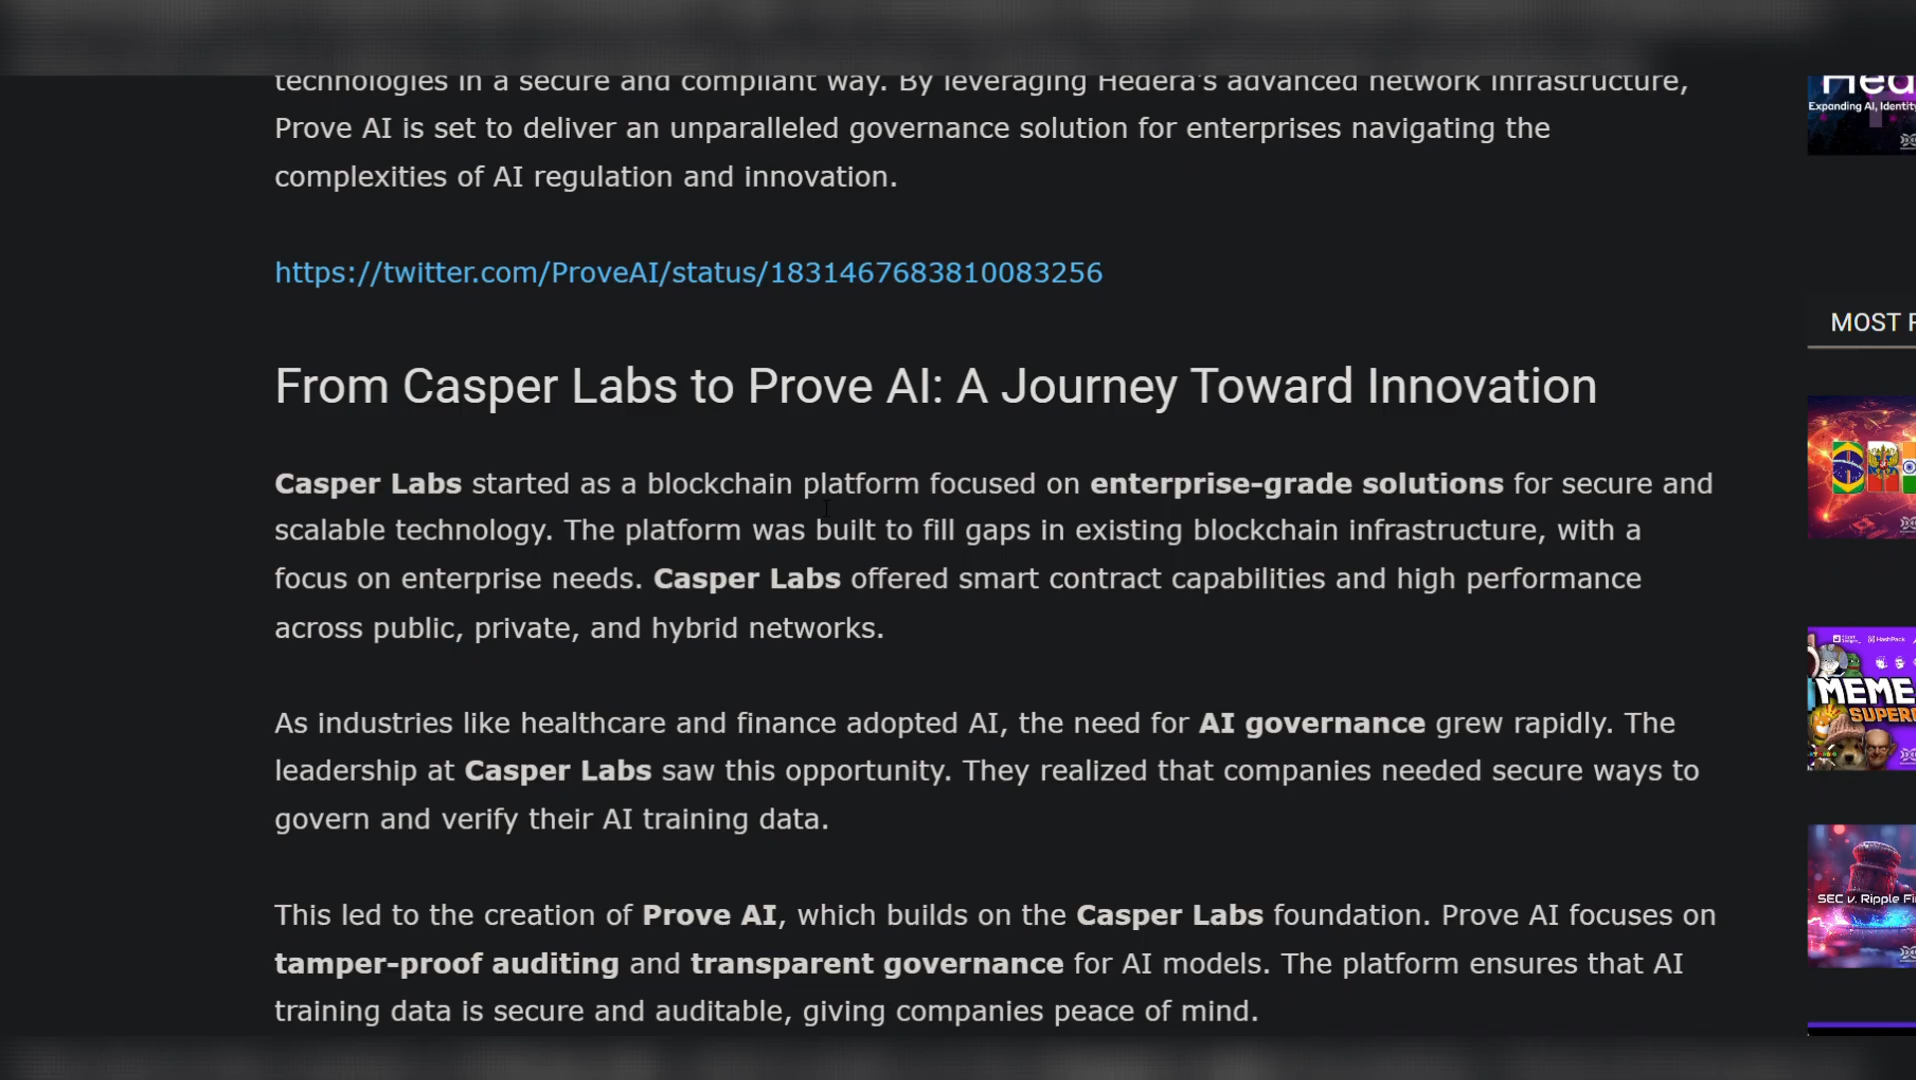 technologies in a secure and compliant way. By leveraging Hedera's advanced network infrastructure,
Prove AI is set to deliver an unparalleled governance solution for enterprises navigating the
complexities of AI regulation and innovation.
https://twitter.com/ProveAI/status/1831467683810083256
From Casper Labs to Prove AI: A Journey Toward Innovation
Casper Labs started as a blockchain platform focused on enterprise-grade solutions for secure and
scalable technology. The platform was built to fill gaps in existing blockchain infrastructure, with a
focus on enterprise needs. Casper Labs offered smart contract capabilities and high performance
across public, private, and hybrid networks.
As industries like healthcare and finance adopted AI, the need for AI governance grew rapidly. The
leadership at Casper Labs saw this opportunity. They realized that companies needed secure ways to
govern and verify their AI training data.
This led to the creation of Prove AI, which builds on the Casper Labs foundation. Prove AI focuses on
tamper-proof auditing and transparent governance for AI models. The platform ensures that AI
training data is secure and auditable, giving companies peace of mind.
Expanding AI, Identit
MOST
HashPack
MEME
SUPER
SEC v. Ripple Fi